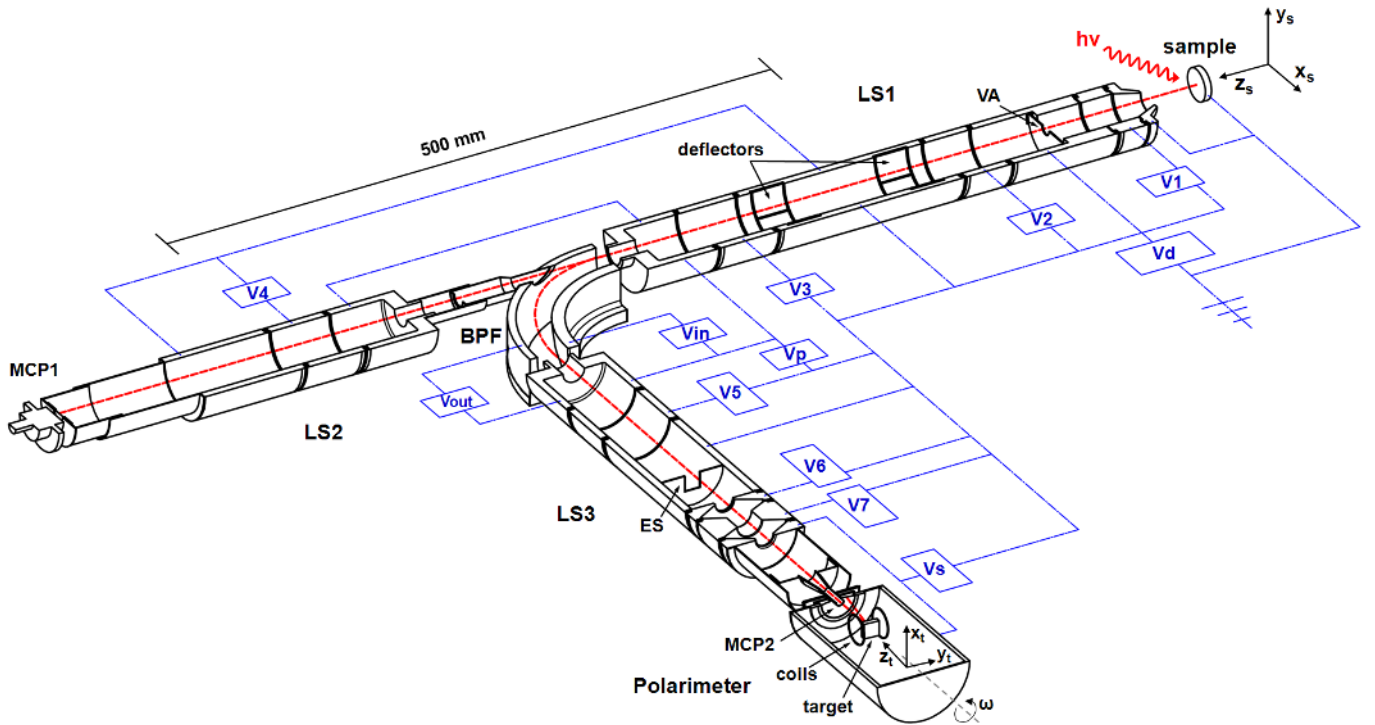 y_s
hν
sample
x_s
z_s
LS1
VA
500 mm
deflectors
V1
V2
Vd
V4
V3
BPF
Vin
Vp
MCP1
Vout
V5
LS2
V6
V7
LS3
ES
Vs
MCP2
x_t
z_t
y_t
coils
Polarimeter
target
ω